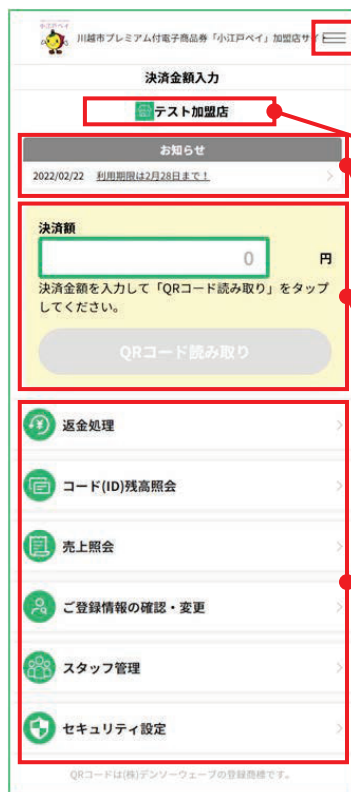 小江戸ペイ
川越市プレミアム付電子商品券「小江戸ペイ」加盟店サイ
決済金額入力
テスト加盟店
お知らせ
2022/02/22 利用期限は2月28日まで！
決済額
0 円
決済金額を入力して「QRコード読み取り」をタップ
してください。
QRコード読み取り
返金処理
コード(ID)残高照会
売上照会
ご登録情報の確認・変更
スタッフ管理
セキュリティ設定
QRコードは(株)デンソーウェーブの登録商標です。